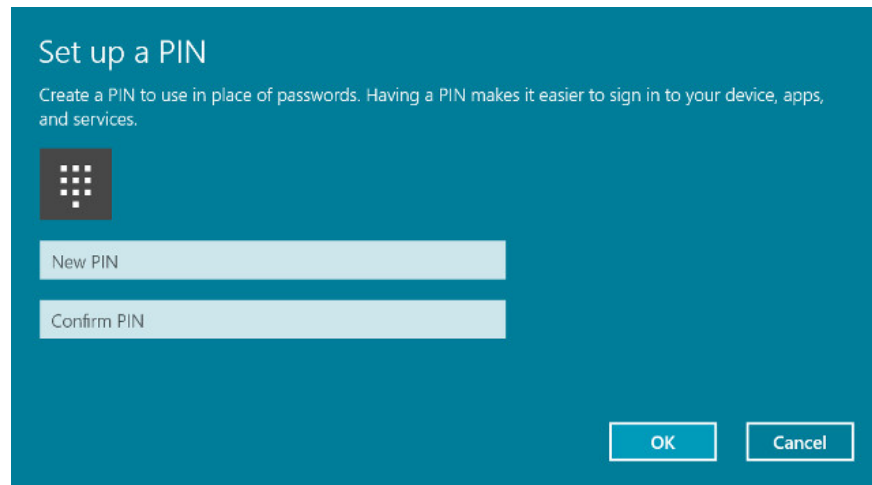 Set up a PIN
Create a PIN to use in place of passwords. Having a PIN makes it easier to sign in to your device, apps,
and services.
New PIN
Confirm PIN
OK Cancel